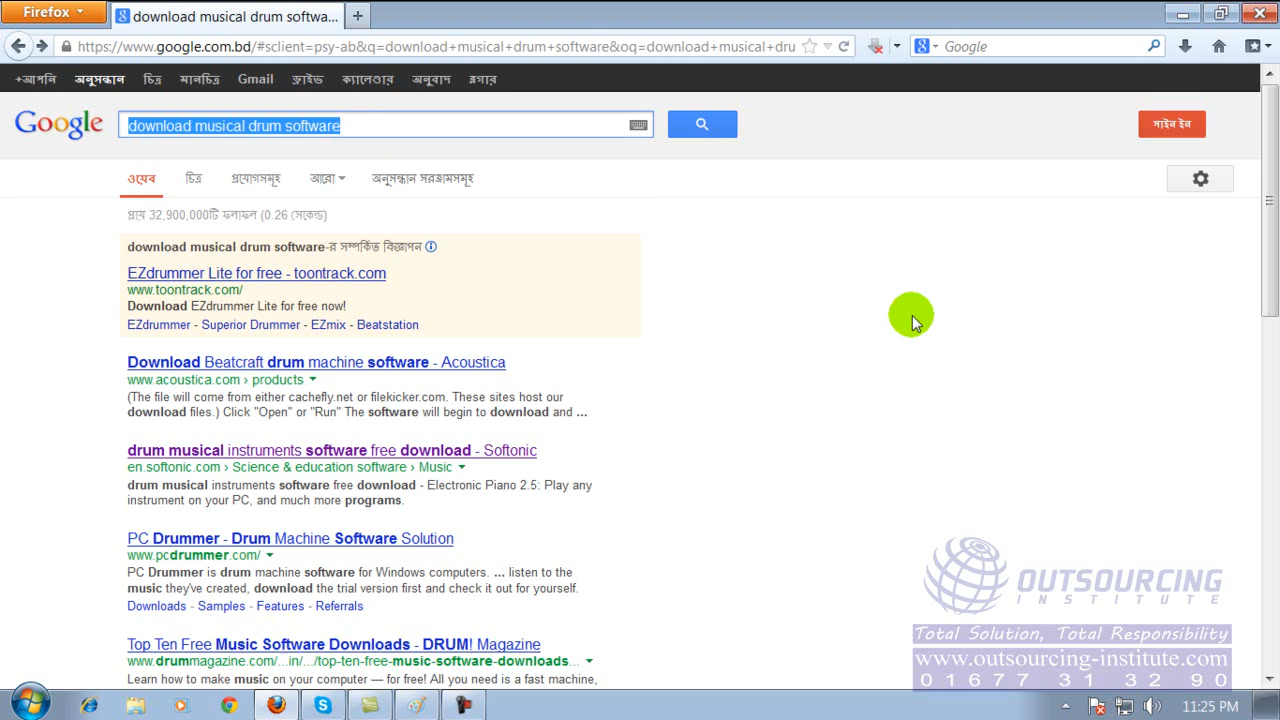 Firefox
download musical drum softwa...
https://www.google.com.bd/#sclient=psy-ab&q=download+musical+drum+software&oq=download+musical+dru
Google
+আপনি অনুসন্ধান চিত্র মানচিত্র Gmail ড্রাইভ ক্যালেণ্ডার অনুবাদ ব্লগার
Google
download musical drum software
সাইন ইন
ওয়েব চিত্র প্রয়োগসমূহ আরো অনুসন্ধান সরঞ্জামসমূহ
প্রায় 32,900,000টি ফলাফল (0.26 সেকেন্ড)
download musical drum software-র সম্পর্কিত বিজ্ঞাপন
EZdrummer Lite for free - toontrack.com
www.toontrack.com/
Download EZdrummer Lite for free now!
EZdrummer - Superior Drummer - EZmix - Beatstation
Download Beatcraft drum machine software - Acoustica
www.acoustica.com › products
(The file will come from either cachefly.net or filekicker.com. These sites host our
download files.) Click "Open" or "Run" The software will begin to download and ...
drum musical instruments software free download - Softonic
en.softonic.com › Science & education software › Music
drum musical instruments software free download - Electronic Piano 2.5: Play any
instrument on your PC, and much more programs.
PC Drummer - Drum Machine Software Solution
www.pcdrummer.com/
PC Drummer is drum machine software for Windows computers. ... listen to the
music they've created, download the trial version first and check it out for yourself.
Downloads - Samples - Features - Referrals
Top Ten Free Music Software Downloads - DRUM! Magazine
www.drummagazine.com/...in/.../top-ten-free-music-software-downloads...
Learn how to make music on your computer — for free! All you need is a fast machine,
OUTSOURCING
INSTITUTE
Total Solution, Total Responsibility
www.outsourcing-institute.com
01677 31 32 90
11:25 PM